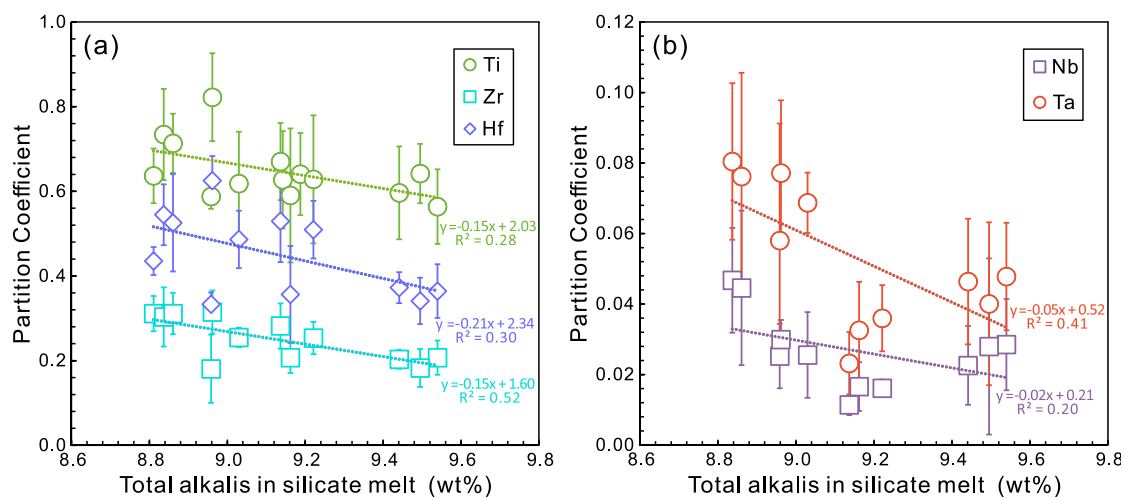 (a)
Ti
Zr
Hf
1.0
0.8
0.6
0.4
0.2
0.0
Partition Coefficient
y=-0.15x + 2.03
R² = 0.28
y=-0.21x + 2.34
R² = 0.30
y=-0.15x + 1.60
R² = 0.52
8.6 8.8 9.0 9.2 9.4 9.6 9.8
Total alkalis in silicate melt (wt%)
(b)
Nb
Ta
0.12
0.10
0.08
0.06
0.04
0.02
0.00
Partition Coefficient
y=-0.05x + 0.52
R² = 0.41
y=-0.02x + 0.21
R² = 0.20
8.6 8.8 9.0 9.2 9.4 9.6 9.8
Total alkalis in silicate melt (wt%)